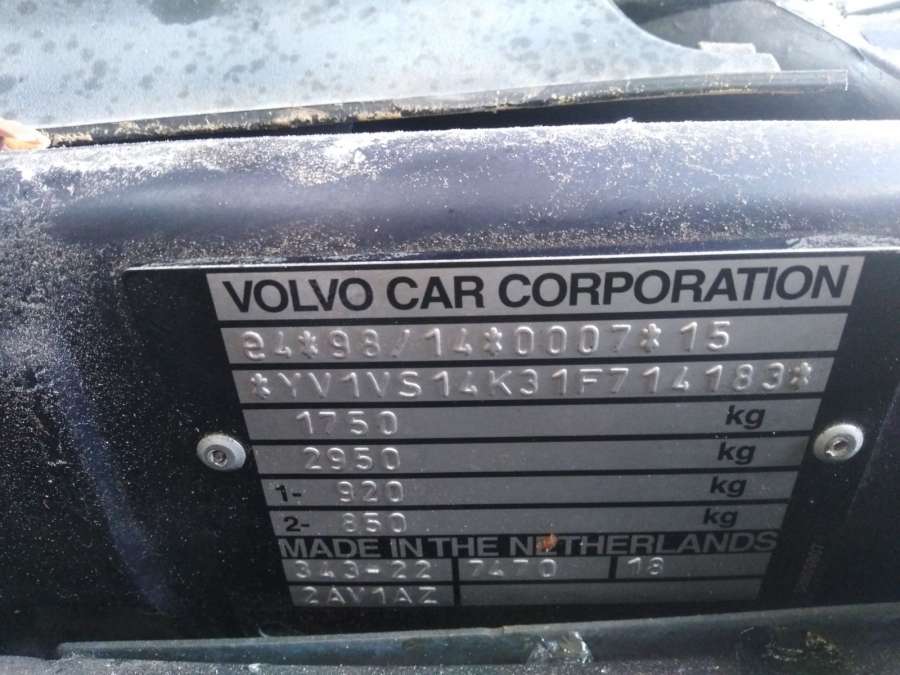 VOLVO CAR CORPORATION
e4*98/14*0007*15
*YV1VS14K31F714183*
1750 kg
2950 kg
1- 920 kg
2- 850 kg
MADE IN THE NETHERLANDS
343-22 7470 18
2AV1AZ